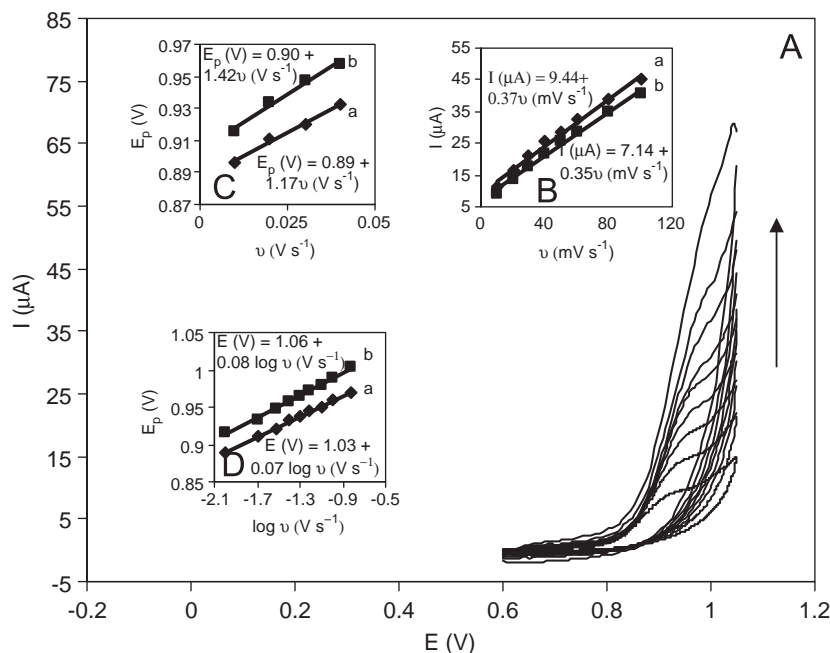 A
I (μA)
85
75
65
55
45
35
25
15
5
-5
-0.2
0
0.2
0.4
0.6
0.8
1
1.2
E (V)
C
E_p (V)
0.97
0.95
0.93
0.91
0.89
0.87
E_p (V) = 0.90 +
1.42υ (V s⁻¹)
b
a
E_p (V) = 0.89 +
1.17υ (V s⁻¹)
0
0.03
0.05
υ (V s⁻¹)
B
I (μA)
55
45
35
25
15
5
I (μA) = 9.44+
0.37υ (mV s⁻¹)
a
b
I (μA) = 7.14 +
0.35υ (mV s⁻¹)
0
40
80
120
υ (mV s⁻¹)
D
E_p (V)
1.05
1
0.95
0.9
0.85
E (V) = 1.06 +
0.08 log υ (V s⁻¹)
b
a
E (V) = 1.03 +
0.07 log υ (V s⁻¹)
-2.1
-1.7
-1.3
-0.9
-0.5
log υ (V s⁻¹)